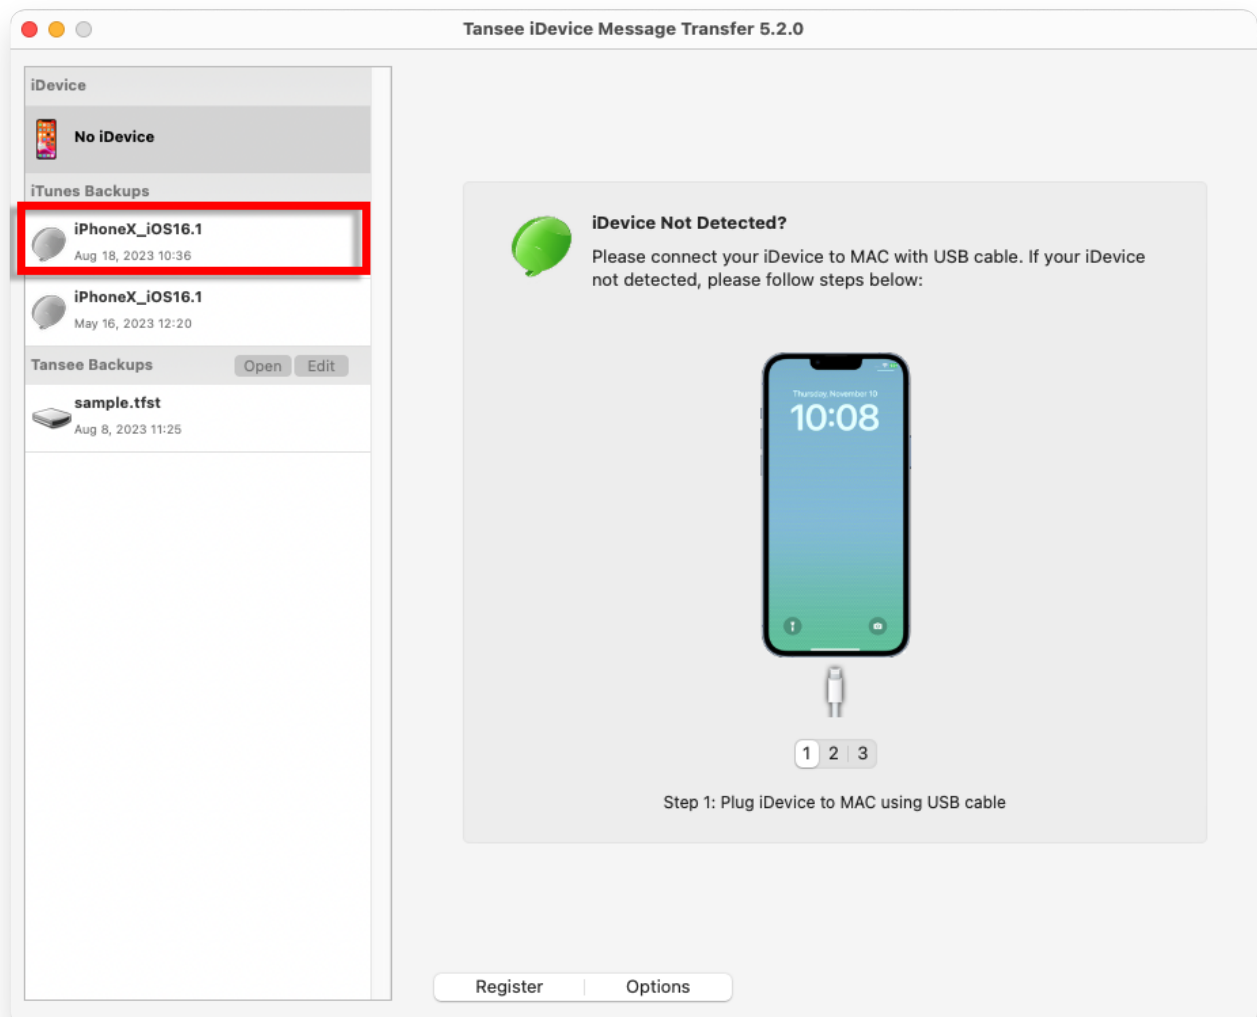 Tansee iDevice Message Transfer 5.2.0
iDevice
No iDevice
iTunes Backups
iPhoneX_iOS16.1
Aug 18, 2023 10:36
iPhoneX_iOS16.1
May 16, 2023 12:20
Tansee Backups
Open
Edit
sample.tfst
Aug 8, 2023 11:25
iDevice Not Detected?
Please connect your iDevice to MAC with USB cable. If your iDevice
not detected, please follow steps below:
Thursday, November 10
10:08
1 2 3
Step 1: Plug iDevice to MAC using USB cable
Register
Options